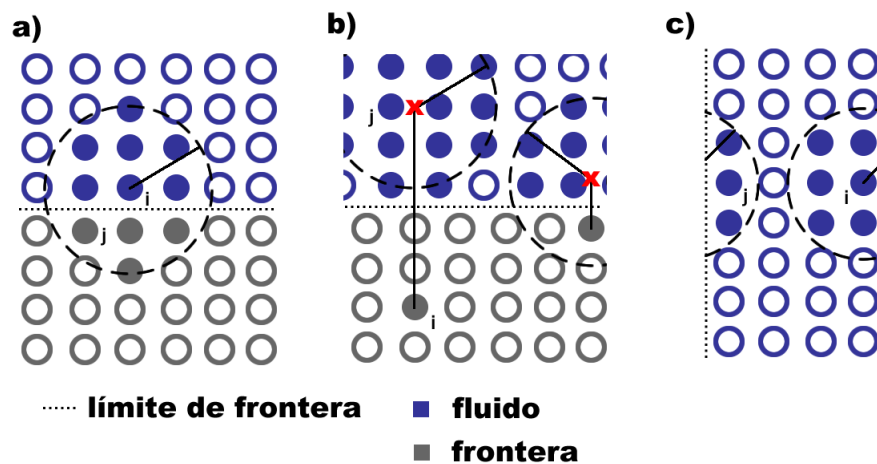 a)
b)
c)
j
i
j
i
j
i
x
x
límite de frontera
fluido
frontera